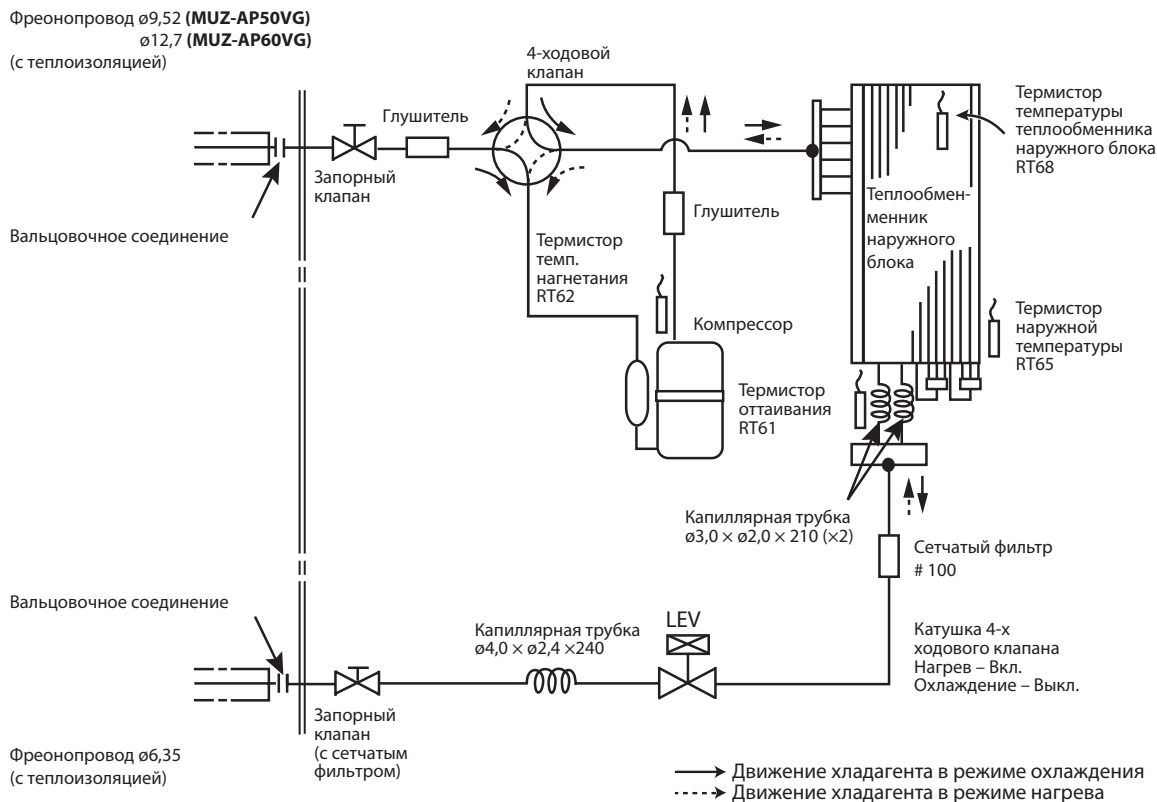 Фреонопровод ø9,52 (MUZ-AP50VG)
ø12,7 (MUZ-AP60VG)
(с теплоизоляцией)
4-ходовой
клапан
Глушитель
Запорный
клапан
Вальцовочное соединение
Термистор
темп.
нагнетания
RT62
Глушитель
Компрессор
Термистор
оттаивания
RT61
Теплообмен-
менник
наружного
блока
Термистор
температуры
теплообменника
наружного блока
RT68
Термистор
наружной
температуры
RT65
Капиллярная трубка
ø3,0 × ø2,0 × 210 (×2)
Сетчатый фильтр
# 100
Вальцовочное соединение
Капиллярная трубка
ø4,0 × ø2,4 ×240
LEV
Катушка 4-х
ходового клапана
Нагрев – Вкл.
Охлаждение – Выкл.
Запорный
клапан
(с сетчатым
фильтром)
Фреонопровод ø6,35
(с теплоизоляцией)
Движение хладагента в режиме охлаждения
Движение хладагента в режиме нагрева